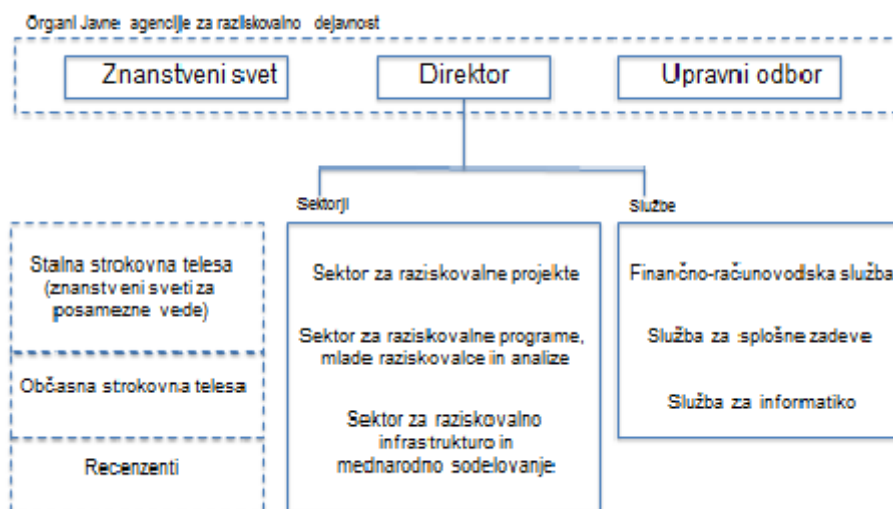 Organi Javne agencije za raziskovalno dejavnost
Znanstveni svet
Direktor
Upravni odbor
Sektorji
Službe
Stalna strokovna telesa
(znanstveni sveti za
posamezne vede)
Občasna strokovna telesa
Recenzenti
Sektor za raziskovalne projekte
Sektor za raziskovalne programe,
mlade raziskovalce in analize
Sektor za raziskovalno
infrastrukturo in
mednarodno sodelovanje
Finančno-računovodska služba
Služba za splošne zadeve
Služba za informatiko